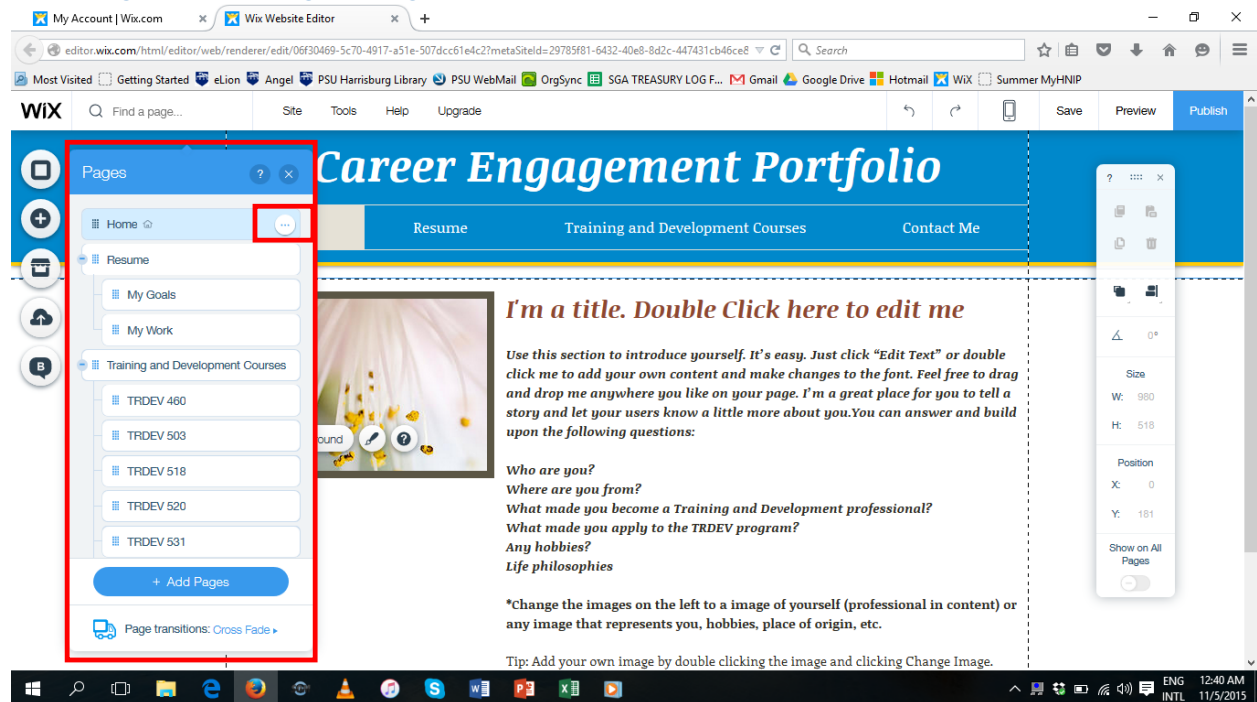 My Account | Wix.com
Wix Website Editor
editor.wix.com/html/editor/web/renderer/edit/06f30469-5c70-4917-a51e-507dcc61e4c2?metaSiteId=29785f81-6432-40e8-8d2c-447431cb46ce8
Search
Most Visited Getting Started eLion Angel PSU Harrisburg Library PSU WebMail OrgSync SGA TREASURY LOG F... Gmail Google Drive Hotmail WiX Summer MyHNIP
WiX Find a page... Site Tools Help Upgrade Save Preview Publish
Career Engagement Portfolio
Resume Training and Development Courses Contact Me
Pages ? ×
Home
Resume
My Goals
My Work
Training and Development Courses
TRDEV 460
TRDEV 503
TRDEV 518
TRDEV 520
TRDEV 531
+ Add Pages
Page transitions: Cross Fade
B
ound ?
I'm a title. Double Click here to edit me
Use this section to introduce yourself. It's easy. Just click “Edit Text” or double
click me to add your own content and make changes to the font. Feel free to drag
and drop me anywhere you like on your page. I'm a great place for you to tell a
story and let your users know a little more about you.You can answer and build
upon the following questions:
Who are you?
Where are you from?
What made you become a Training and Development professional?
What made you apply to the TRDEV program?
Any hobbies?
Life philosophies
*Change the images on the left to a image of yourself (professional in content) or
any image that represents you, hobbies, place of origin, etc.
Tip: Add your own image by double clicking the image and clicking Change Image.
? ×
0°
Size
W: 980
H: 518
Position
X: 0
Y: 181
Show on All
Pages
ENG 12:40 AM
INTL 11/5/2015